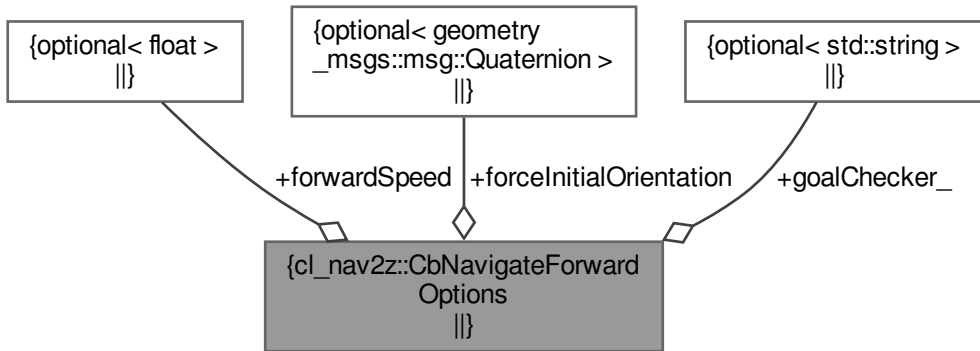 {optional< float >
||}
{optional< geometry
_msgs::msg::Quaternion >
||}
{optional< std::string >
||}
+forwardSpeed
+forceInitialOrientation
+goalChecker_
{cl_nav2z::CbNavigateForward
Options
||}